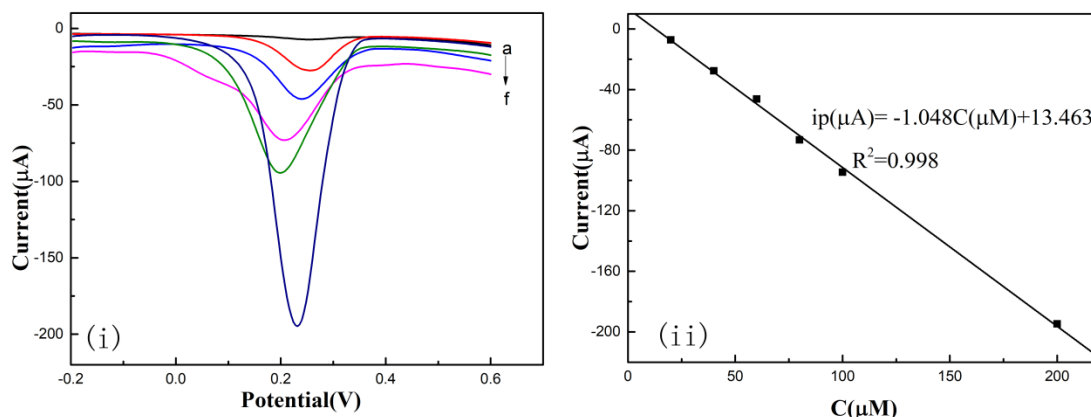 0
-50
-100
-150
-200
Current(μA)
a
f
(i)
-0.2
0.0
0.2
0.4
0.6
Potential(V)
0
-40
-80
-120
-160
-200
Current(μA)
ip(μA)= -1.048C(μM)+13.463
R²=0.998
(ii)
0
50
100
150
200
C(μM)